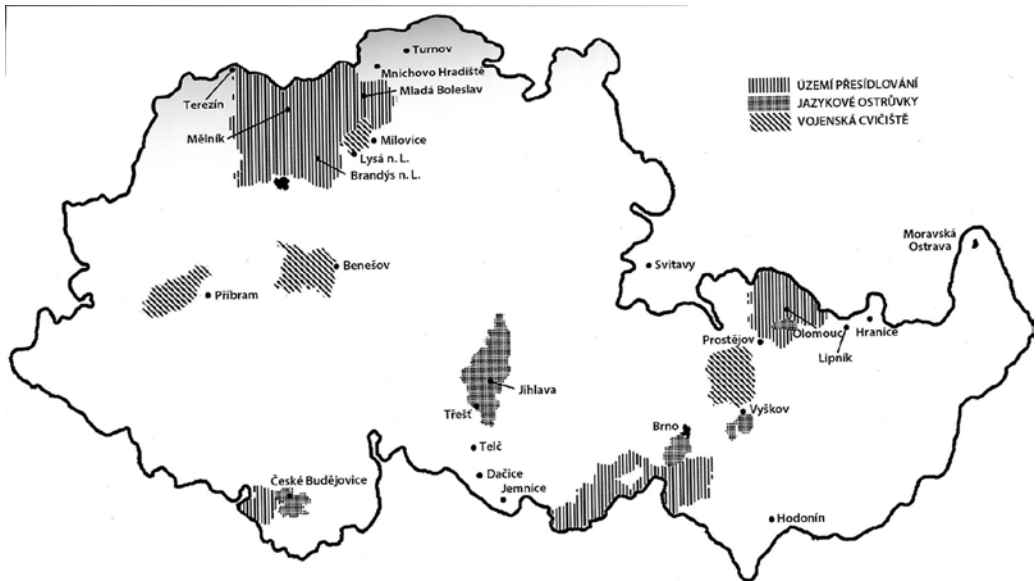 Turnov
Mnichovo Hradiště
Mladá Boleslav
Terezín
Mělník
Milovice
Lysá n. L.
Brandýs n. L.
ÚZEMÍ PŘESÍDLOVÁNÍ
JAZYKOVÉ OSTRŮVKY
VOJENSKÁ CVIČIŠTĚ
Moravská
Ostrava
Benešov
Svitavy
Příbram
Olomouc
Hranice
Prostějov
Lipník
Jihlava
Třešť
Vyškov
Brno
Telč
Dačice
České Budějovice
Jemnice
Hodonín